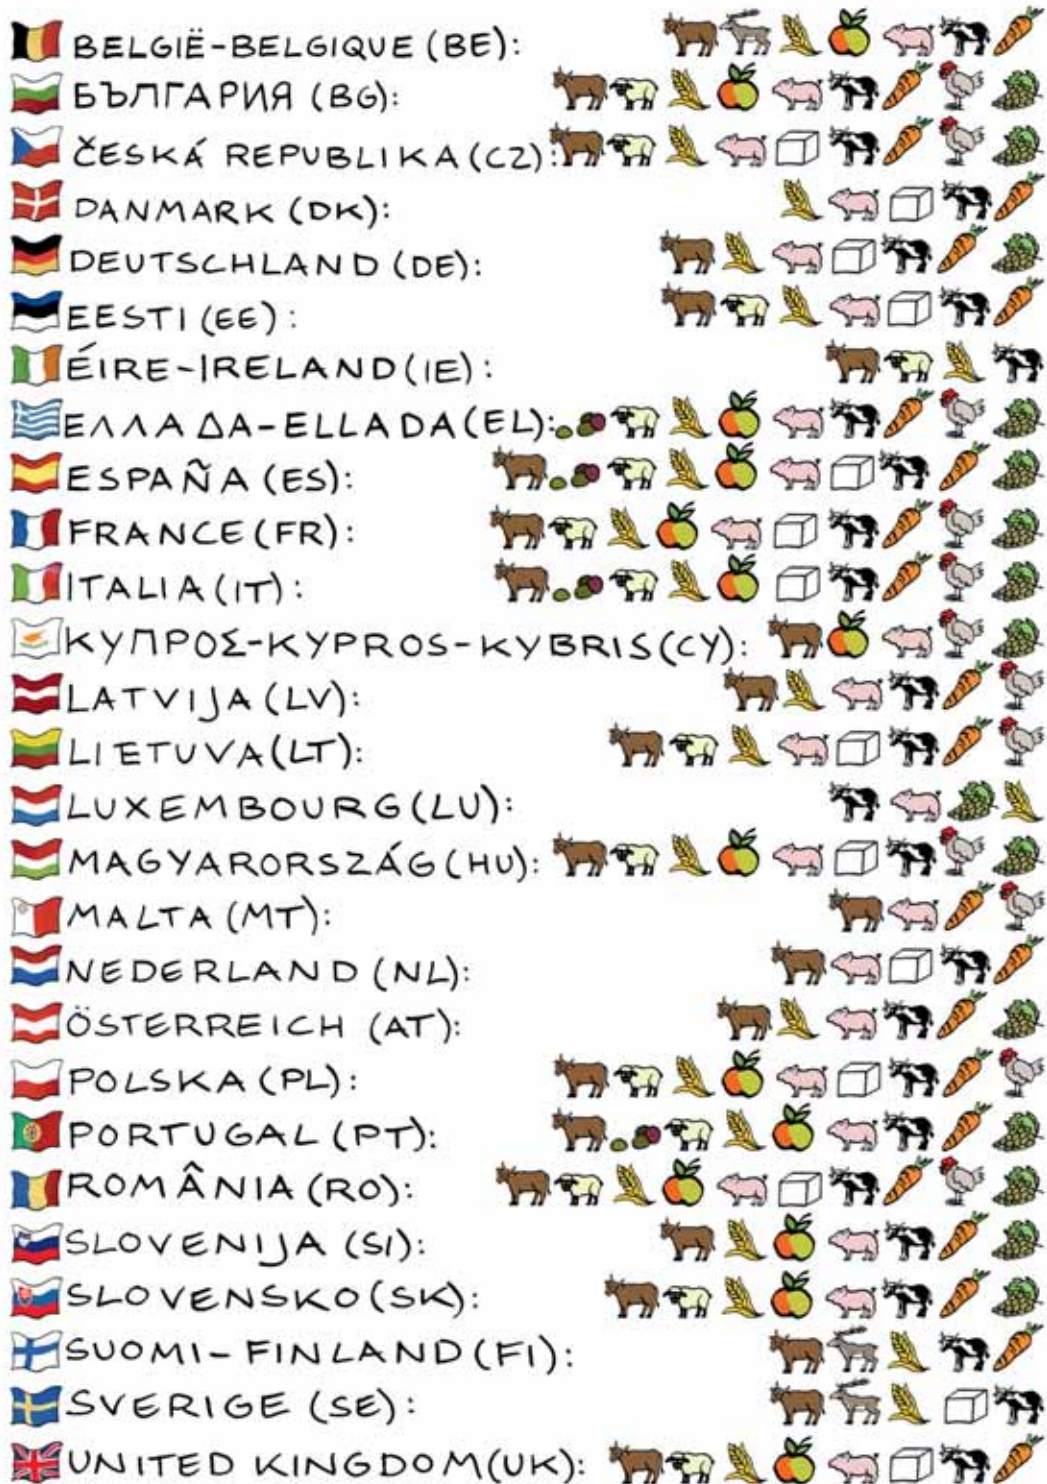 BELGIË-BELGIQUE (BE):
БЪЛГАРИЯ (BG):
ČESKÁ REPUBLIKA (CZ):
DANMARK (DK):
DEUTSCHLAND (DE):
EESTI (EE):
ÉIRE-IRELAND (IE):
ΕΛΛΑΔΑ-ELLADA (EL):
ESPAÑA (ES):
FRANCE (FR):
ITALIA (IT):
ΚΥΠΡΟΣ-KYPROS-KYBRIS (CY):
LATVIJA (LV):
LIETUVA (LT):
LUXEMBOURG (LU):
MAGYARORSZÁG (HU):
MALTA (MT):
NEDERLAND (NL):
ÖSTERREICH (AT):
POLSKA (PL):
PORTUGAL (PT):
ROMÂNIA (RO):
SLOVENIJA (SI):
SLOVENSKO (SK):
SUOMI-FINLAND (FI):
SVERIGE (SE):
UNITED KINGDOM (UK):